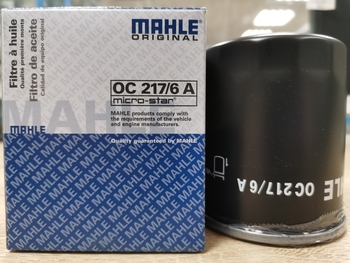 MAHLE
ORIGINAL
Filtre à huile
Qualité première monte
Filtro de aceite
Calidad de equipo original
OC 217/6 A
micro-star®
MAHLE products comply with
the requirements of the vehicle
and engine manufacturers.
Quality guaranteed by MAHLE
MAHLE
MAHLE
MAHLE
OC217/6 A